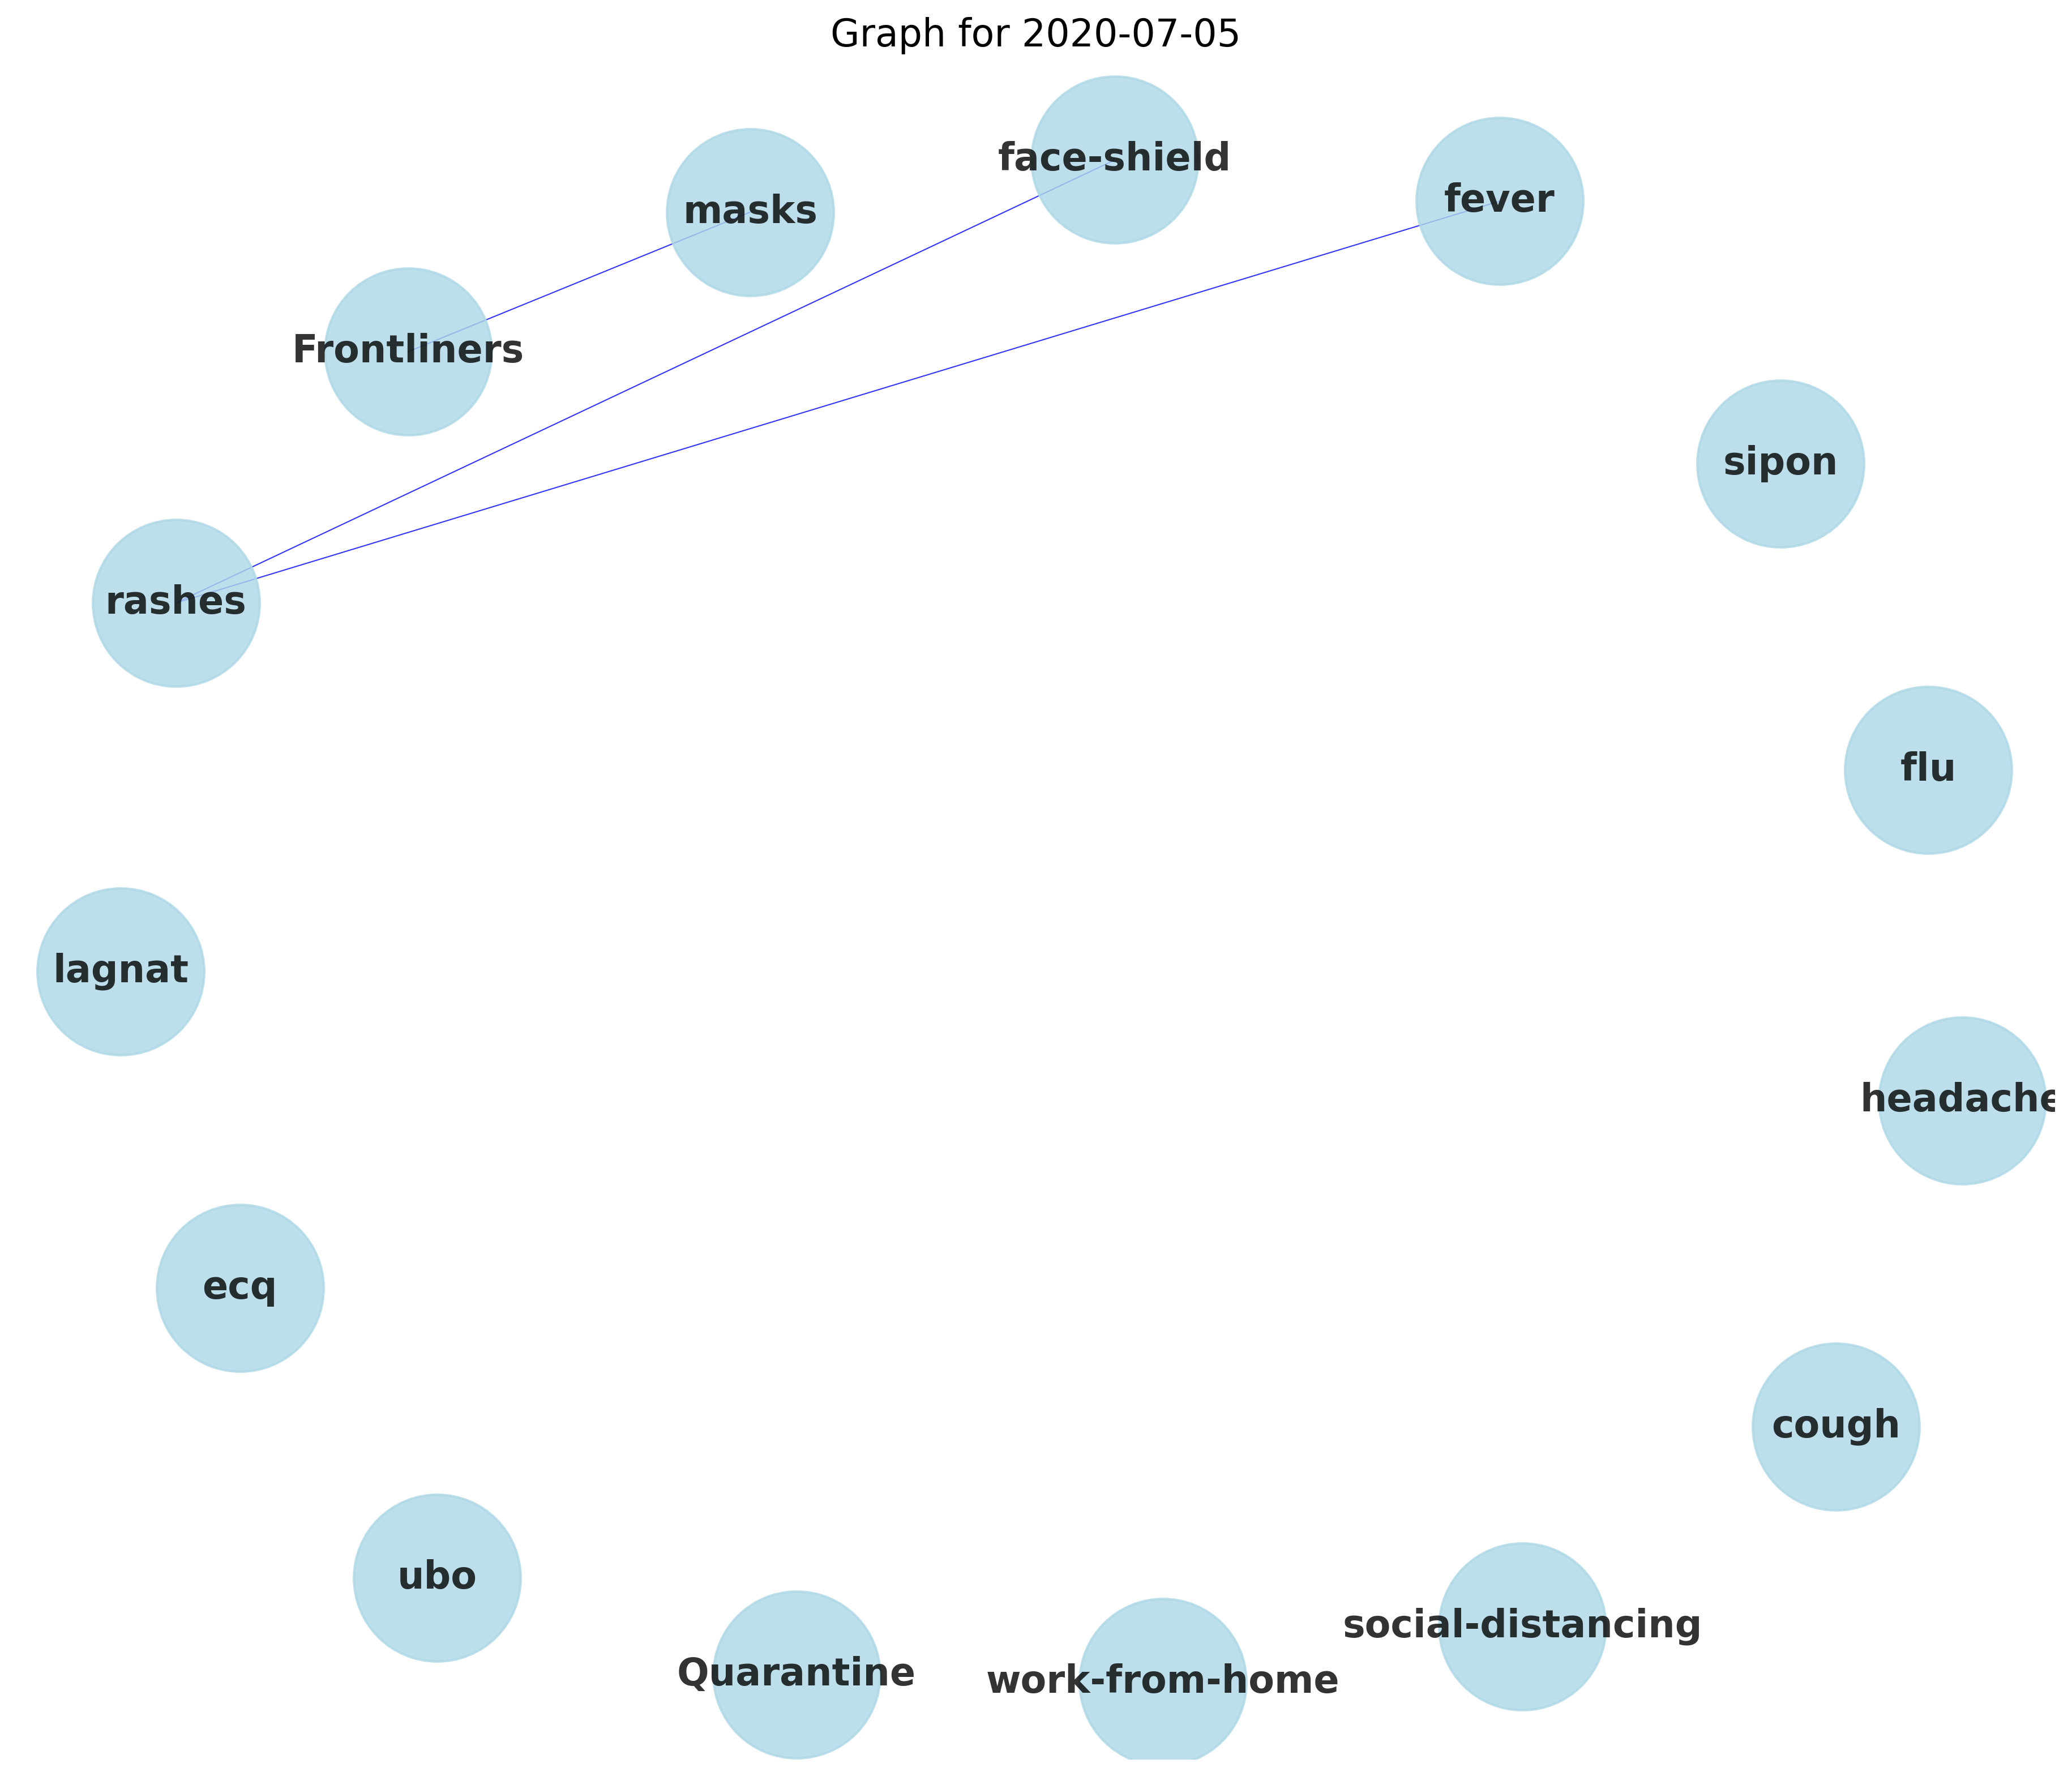 Graph for 2020-07-05
face-shield
fever
masks
Frontliners
sipon
rashes
flu
lagnat
headache
ecq
cough
ubo
social-distancing
Quarantine
work-from-home